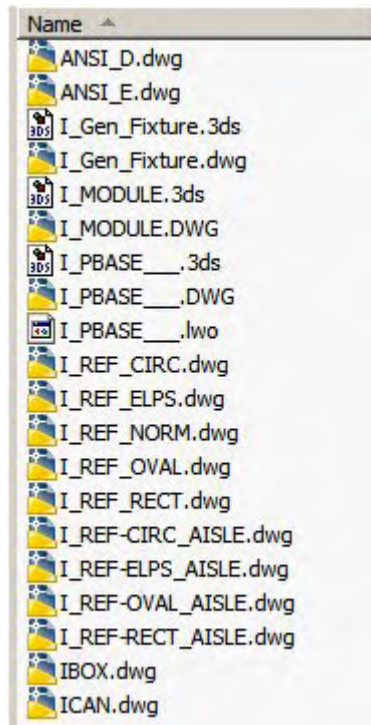 Name
ANSI_D.dwg
ANSI_E.dwg
I_Gen_Fixture.3ds
I_Gen_Fixture.dwg
I_MODULE.3ds
I_MODULE.DWG
I_PBASE___.3ds
I_PBASE___.DWG
I_PBASE___.lwo
I_REF_CIRC.dwg
I_REF_ELPS.dwg
I_REF_NORM.dwg
I_REF_OVAL.dwg
I_REF_RECT.dwg
I_REF-CIRC_AISLE.dwg
I_REF-ELPS_AISLE.dwg
I_REF-OVAL_AISLE.dwg
I_REF-RECT_AISLE.dwg
IBOX.dwg
ICAN.dwg